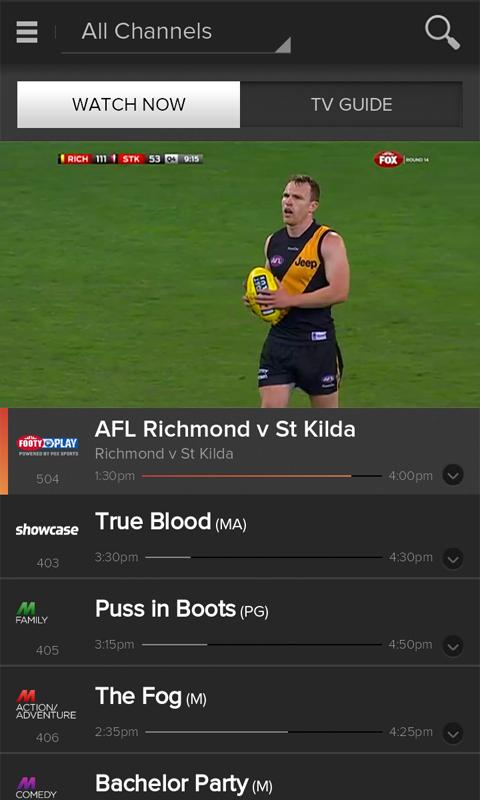 All Channels
WATCH NOW
TV GUIDE
RICH 111 STK 53 Q4 9:15
FOX ROUND 14
Jeep
AFL
AFL
AFL Richmond v St Kilda
Richmond v St Kilda
FOOTY PLAY
POWERED BY FOX SPORTS
504
1:30pm 4:00pm
True Blood (MA)
showcase
403
3:30pm 4:30pm
Puss in Boots (PG)
M
FAMILY
405
3:15pm 4:50pm
The Fog (M)
M
ACTION/
ADVENTURE
406
2:35pm 4:25pm
Bachelor Party (M)
M
COMEDY